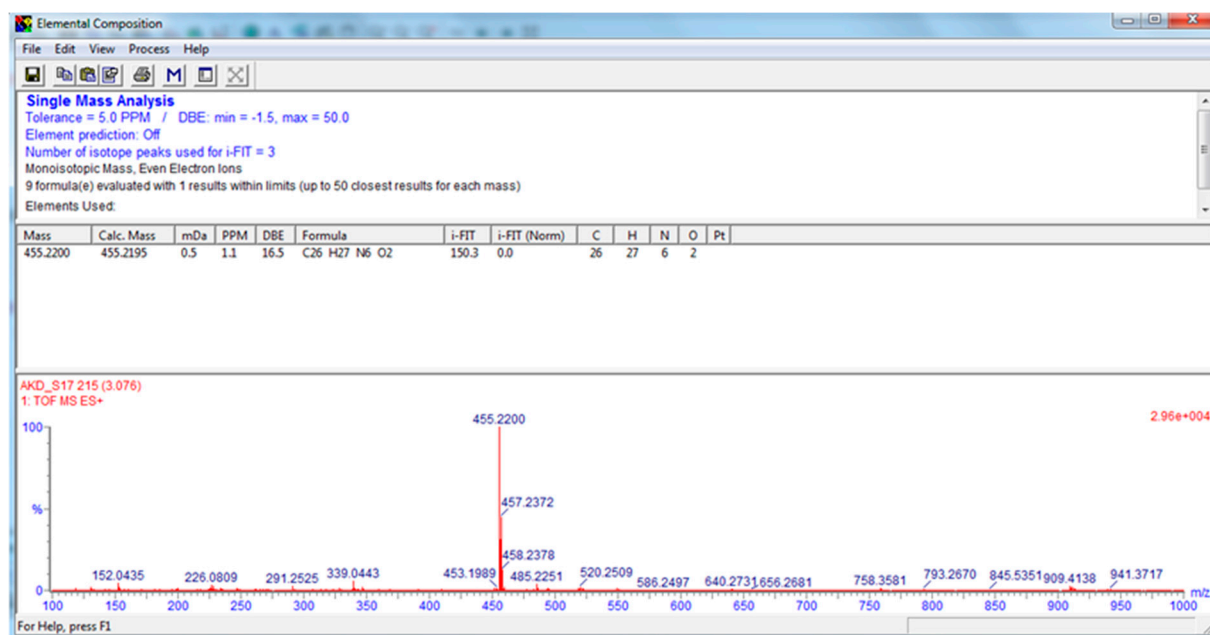 Elemental Composition
File Edit View Process Help
M
Single Mass Analysis
Tolerance = 5.0 PPM / DBE: min = -1.5, max = 50.0
Element prediction: Off
Number of isotope peaks used for i-FIT = 3
Monoisotopic Mass, Even Electron Ions
9 formula(e) evaluated with 1 results within limits (up to 50 closest results for each mass)
Elements Used:
Mass Calc. Mass mDa PPM DBE Formula i-FIT i-FIT (Norm) C H N O Pt
455.2200 455.2195 0.5 1.1 16.5 C26 H27 N6 O2 150.3 0.0 26 27 6 2
AKD_S17 215 (3.076)
1: TOF MS ES+
2.96e+004
100
%
0
455.2200
457.2372
458.2378
152.0435 226.0809 291.2525 339.0443 453.1989 485.2251 520.2509 586.2497 640.2731 656.2681 758.3581 793.2670 845.5351 909.4138 941.3717
100 150 200 250 300 350 400 450 500 550 600 650 700 750 800 850 900 950 1000 m/z
For Help, press F1